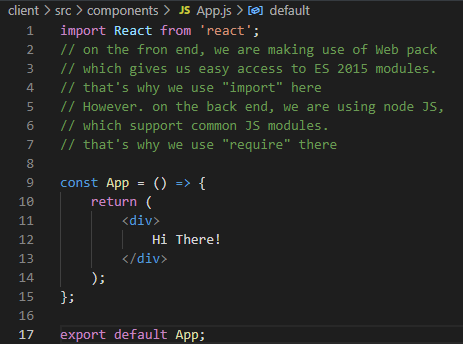 client > src > components > JS App.js > default
1 import React from 'react';
2 // on the fron end, we are making use of Web pack
3 // which gives us easy access to ES 2015 modules.
4 // that's why we use "import" here
5 // However. on the back end, we are using node JS,
6 // which support common JS modules.
7 // that's why we use "require" there
8
9 const App = () => {
10     return (
11         <div>
12             Hi There!
13         </div>
14     );
15 };
16
17 export default App;